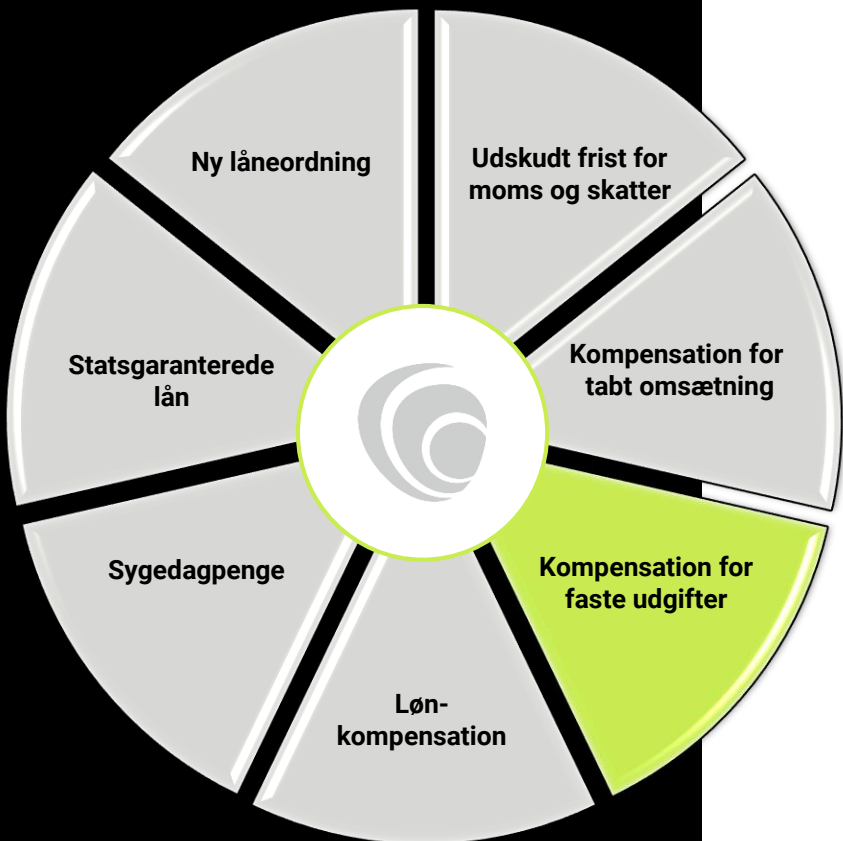 Ny låneordning
Udskudt frist for
moms og skatter
Kompensation for
tabt omsætning
Kompensation for
faste udgifter
Løn-
kompensation
Sygedagpenge
Statsgaranterede
lån